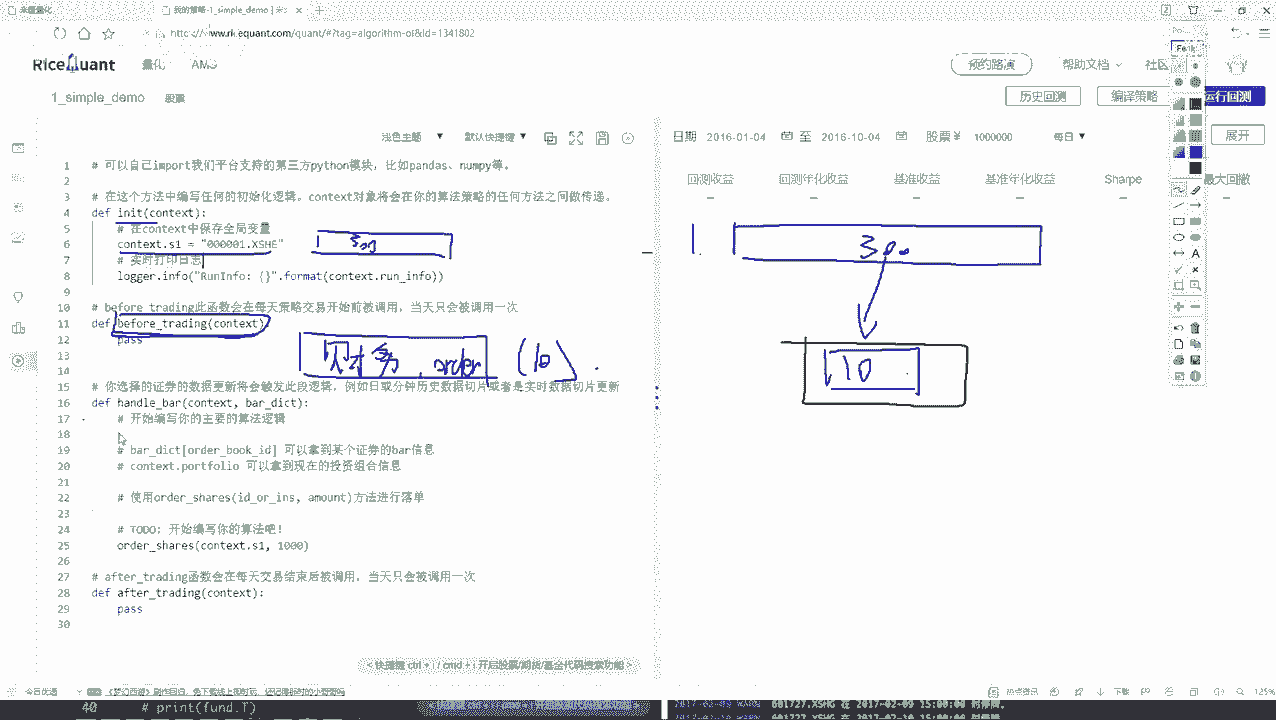 我的策略-1_simple_demo
https://www.ricequant.com/quant/?#?tag=algorithm-of&id=1341802
RiceQuant 量化 AMS 预约路演 帮助文档 社区
1_simple_demo 股票 历史回测 编译策略 运行回测
浅色主题 默认快捷键 日期 2016-01-04 至 2016-10-04 股票 ¥ 1000000 每日 展开
回测收益 回测年化收益 基准收益 基准年化收益 Sharpe 最大回撤
1 # 可以自己import我们平台支持的第三方python模块，比如pandas、numpy等。
2
3 # 在这个方法中编写任何的初始化逻辑。context对象将会在你的算法策略的任何方法之间做传递。
4 def init(context):
5 # 在context中保存全局变量
6 context.s1 = "000001.XSHE"
7 # 实时打印日志
8 logger.info("RunInfo: {}".format(context.run_info))
9
10 # before_trading此函数会在每天策略交易开始前被调用，当天只会被调用一次
11 def before_trading(context)
12 pass
13
14
15 # 你选择的证券的数据更新将会触发此段逻辑，例如日或分钟历史数据切片或者是实时数据切片更新
16 def handle_bar(context, bar_dict):
17 # 开始编写你的主要的算法逻辑
18
19 # bar_dict[order_book_id] 可以拿到某个证券的bar信息
20 # context.portfolio 可以拿到现在的投资组合信息
21
22 # 使用order_shares(id_or_ins, amount)方法进行落单
23
24 # TODO: 开始编写你的算法吧！
25 order_shares(context.s1, 1000)
26
27 # after_trading函数会在每天交易结束后被调用，当天只会被调用一次
28 def after_trading(context):
29 pass
30
300
财务 order (10)
1. 300
10
快捷键 ctrl + i / cmd + i 开启股票/期货/基金代码搜索功能
今日优选 热点资讯 下载 125%
40 # print(fund.T)
601727.XSHG 在 2017-02-09 15:00:00